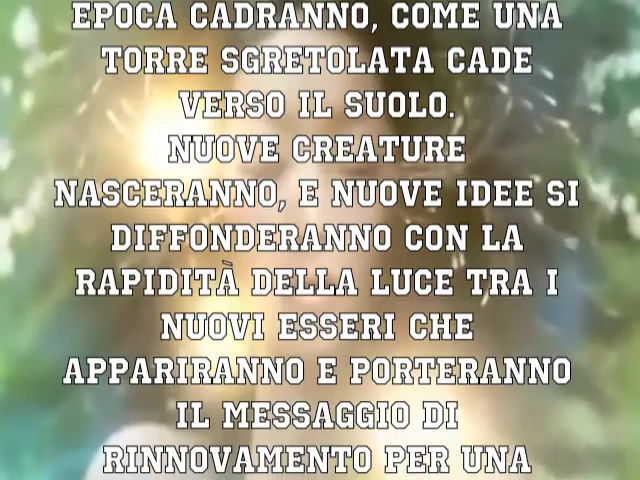 EPOCA CADRANNO, COME UNA
TORRE SGRETOLATA CADE
VERSO IL SUOLO.
NUOVE CREATURE
NASCERANNO, E NUOVE IDEE SI
DIFFONDERANNO CON LA
RAPIDITÀ DELLA LUCE TRA I
NUOVI ESSERI CHE
APPARIRANNO E PORTERANNO
IL MESSAGGIO DI
RINNOVAMENTO PER UNA